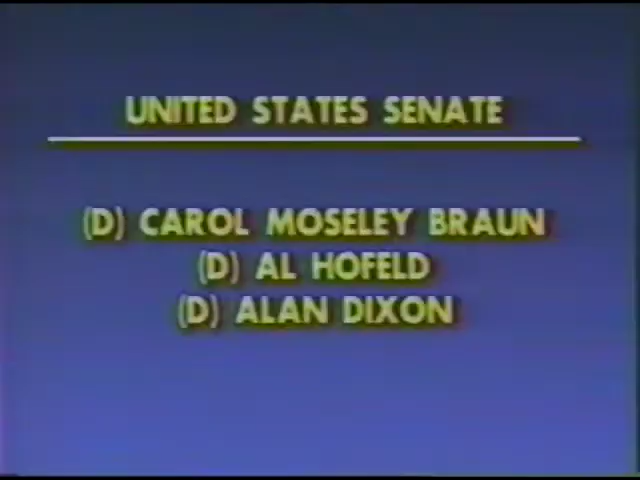 UNITED STATES SENATE
(D) CAROL MOSELEY BRAUN
(D) AL HOFELD
(D) ALAN DIXON